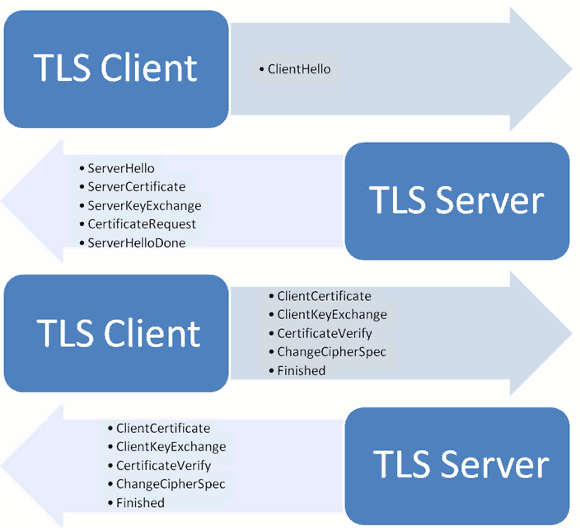 TLS Client
• ClientHello
• ServerHello
• ServerCertificate
• ServerKeyExchange
• CertificateRequest
• ServerHelloDone
TLS Server
TLS Client
• ClientCertificate
• ClientKeyExchange
• CertificateVerify
• ChangeCipherSpec
• Finished
• ClientCertificate
• ClientKeyExchange
• CertificateVerify
• ChangeCipherSpec
• Finished
TLS Server